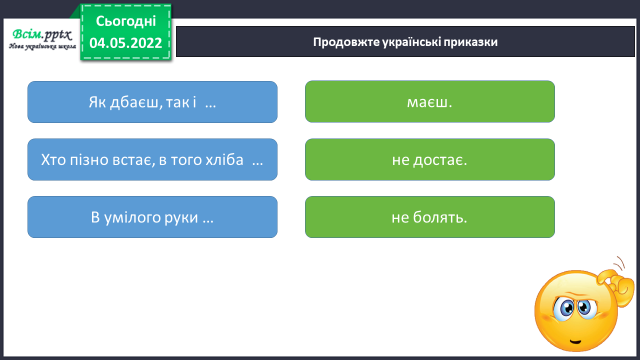 Всім.pptx
Нова українська школа
Сьогодні
04.05.2022
Продовжте українські приказки
Як дбаєш, так і ...
маєш.
Хто пізно встає, в того хліба ...
не достає.
В умілого руки ...
не болять.